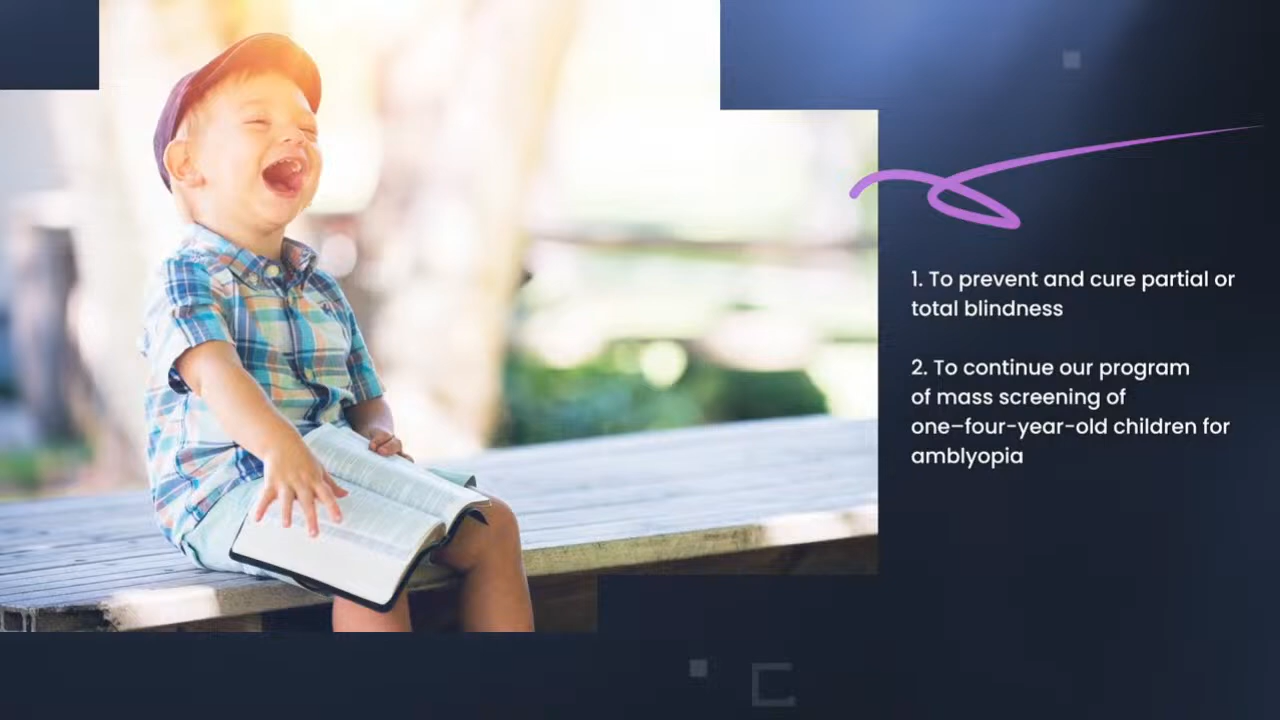 1. To prevent and cure partial or
total blindness
2. To continue our program
of mass screening of
one–four-year-old children for
amblyopia